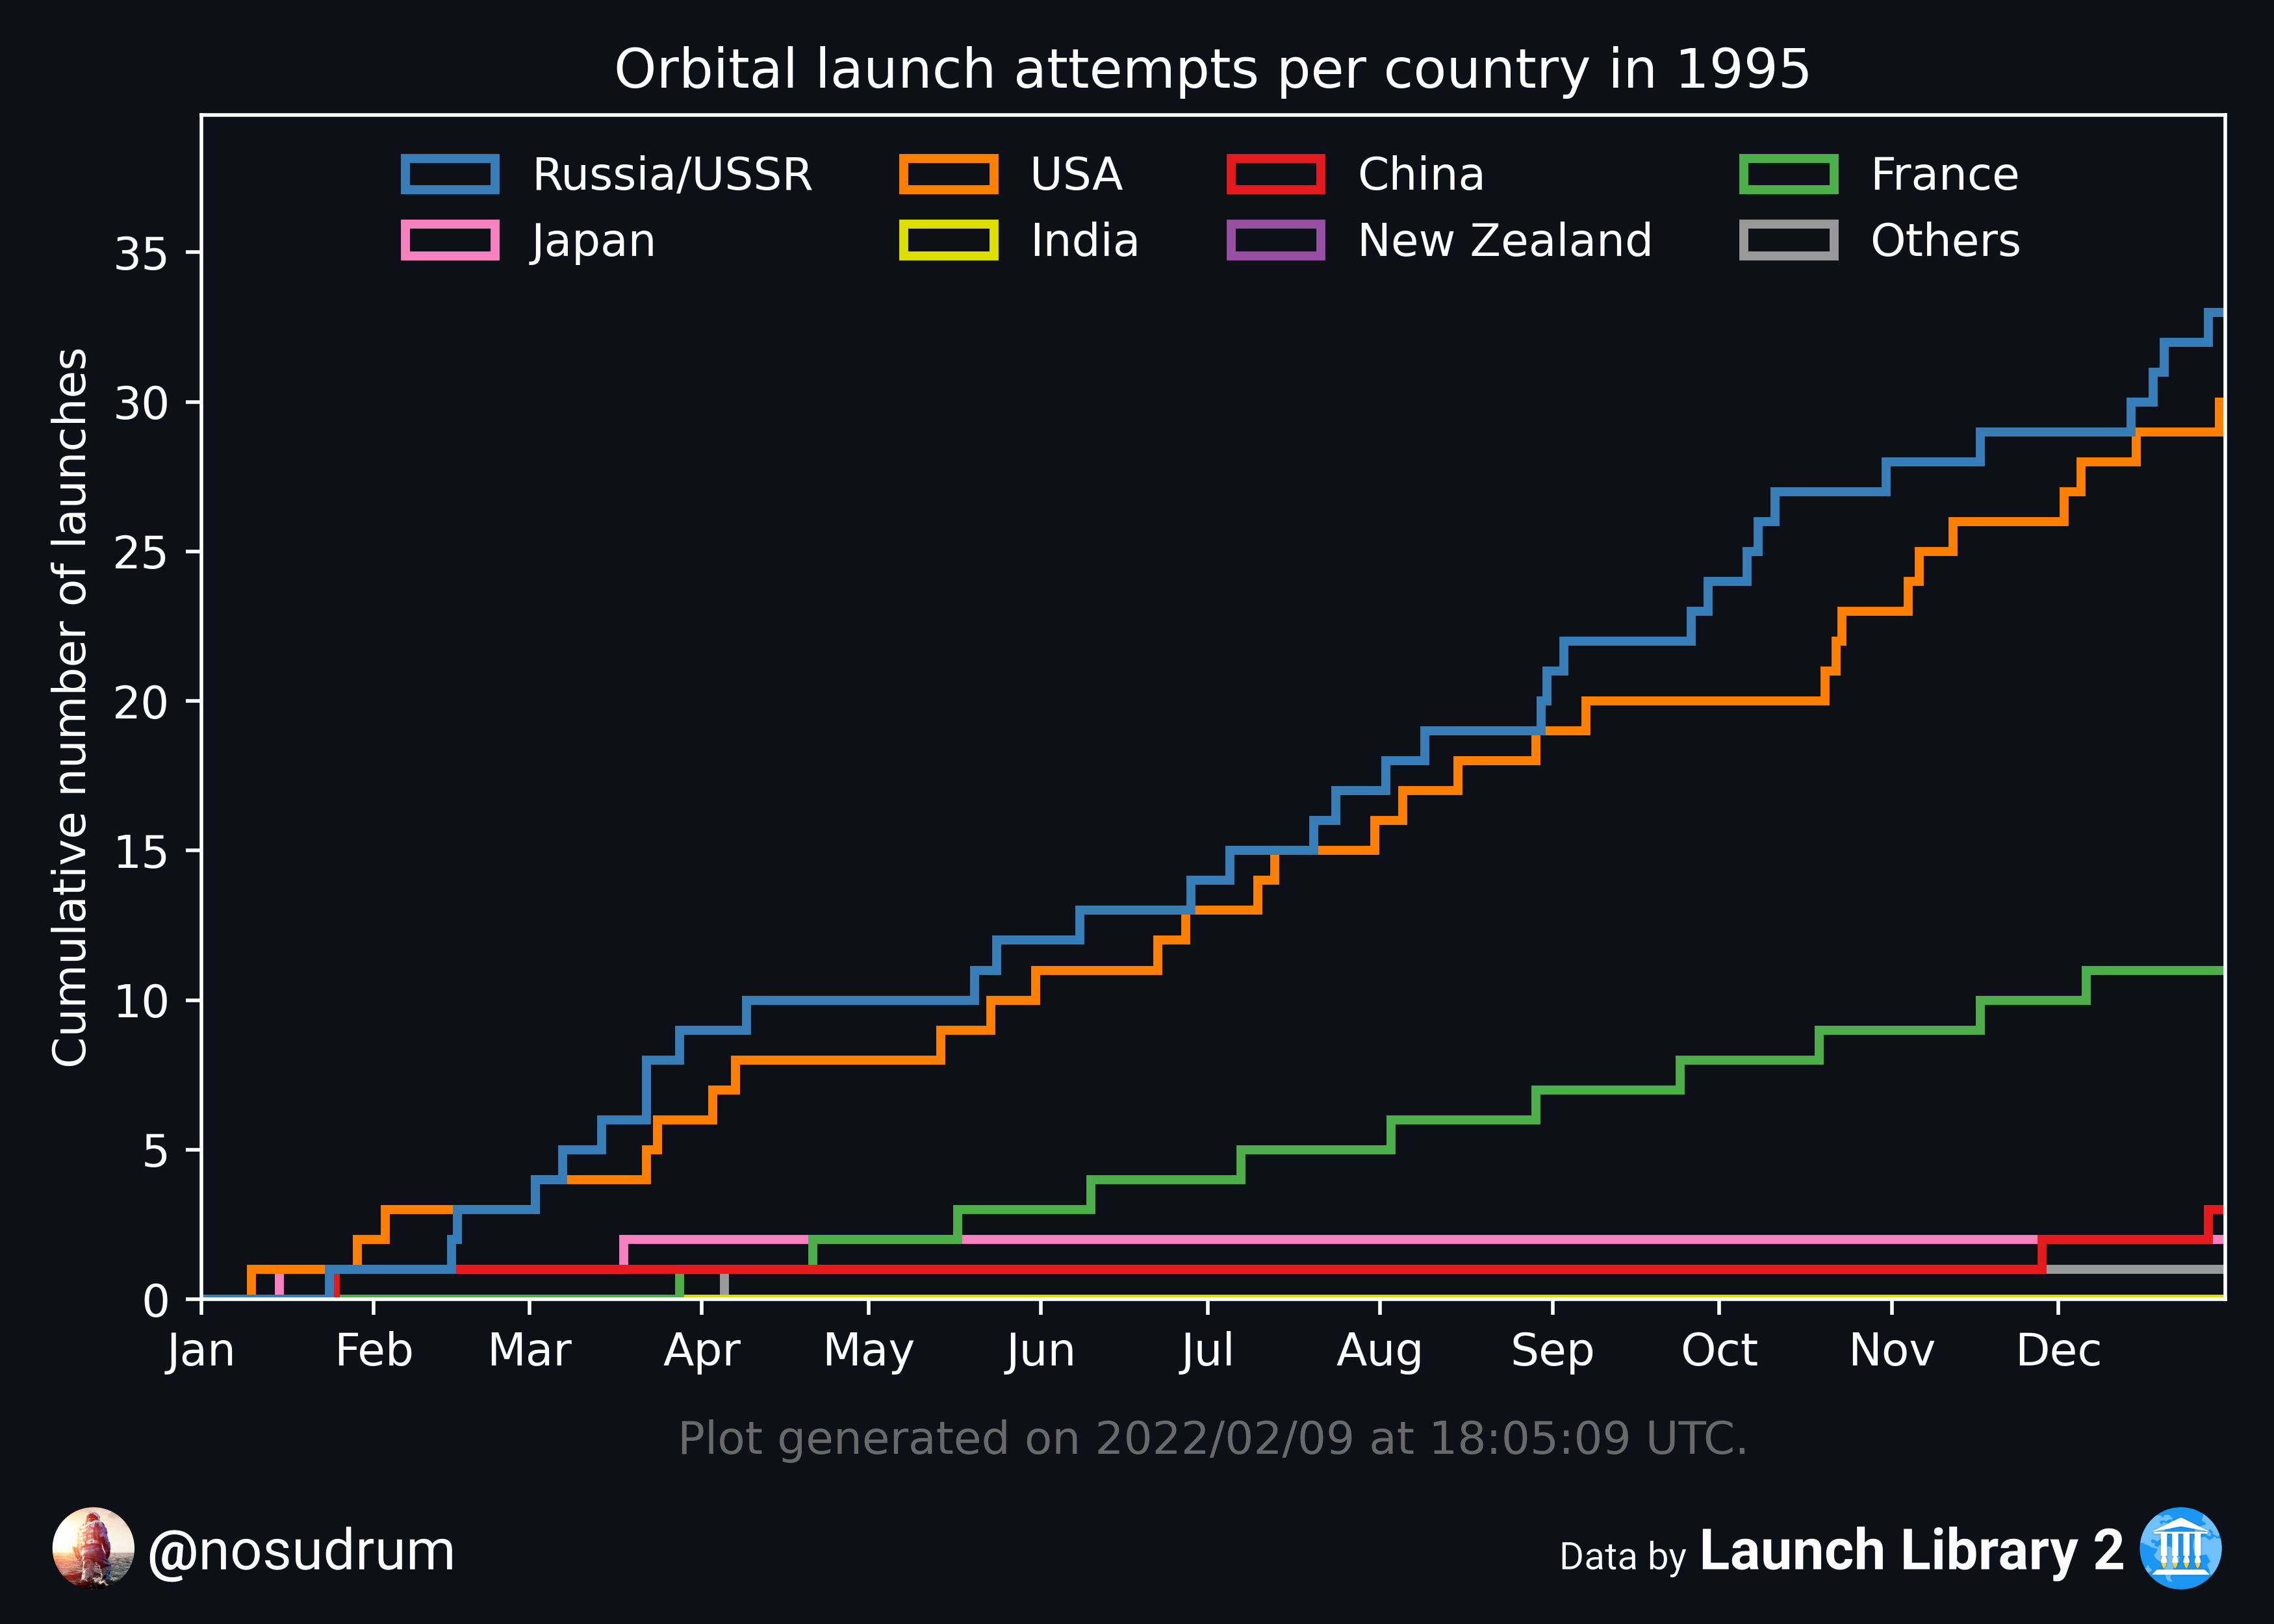 Orbital launch attempts per country in 1995
Russia/USSR USA China France
Japan India New Zealand Others
Cumulative number of launches
35
30
25
20
15
10
5
0
Jan Feb Mar Apr May Jun Jul Aug Sep Oct Nov Dec
Plot generated on 2022/02/09 at 18:05:09 UTC.
@nosudrum
Data by Launch Library 2